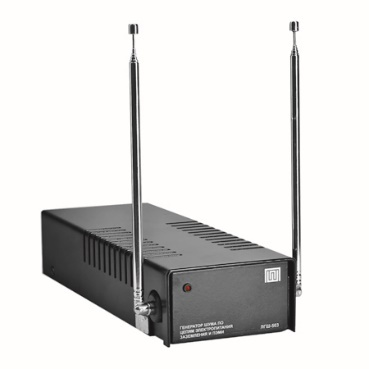 ГЕНЕРАТОР ШУМА ПО
ЦЕПЯМ ЭЛЕКТРОПИТАНИЯ
ЗАЗЕМЛЕНИЯ И ПЭМИ